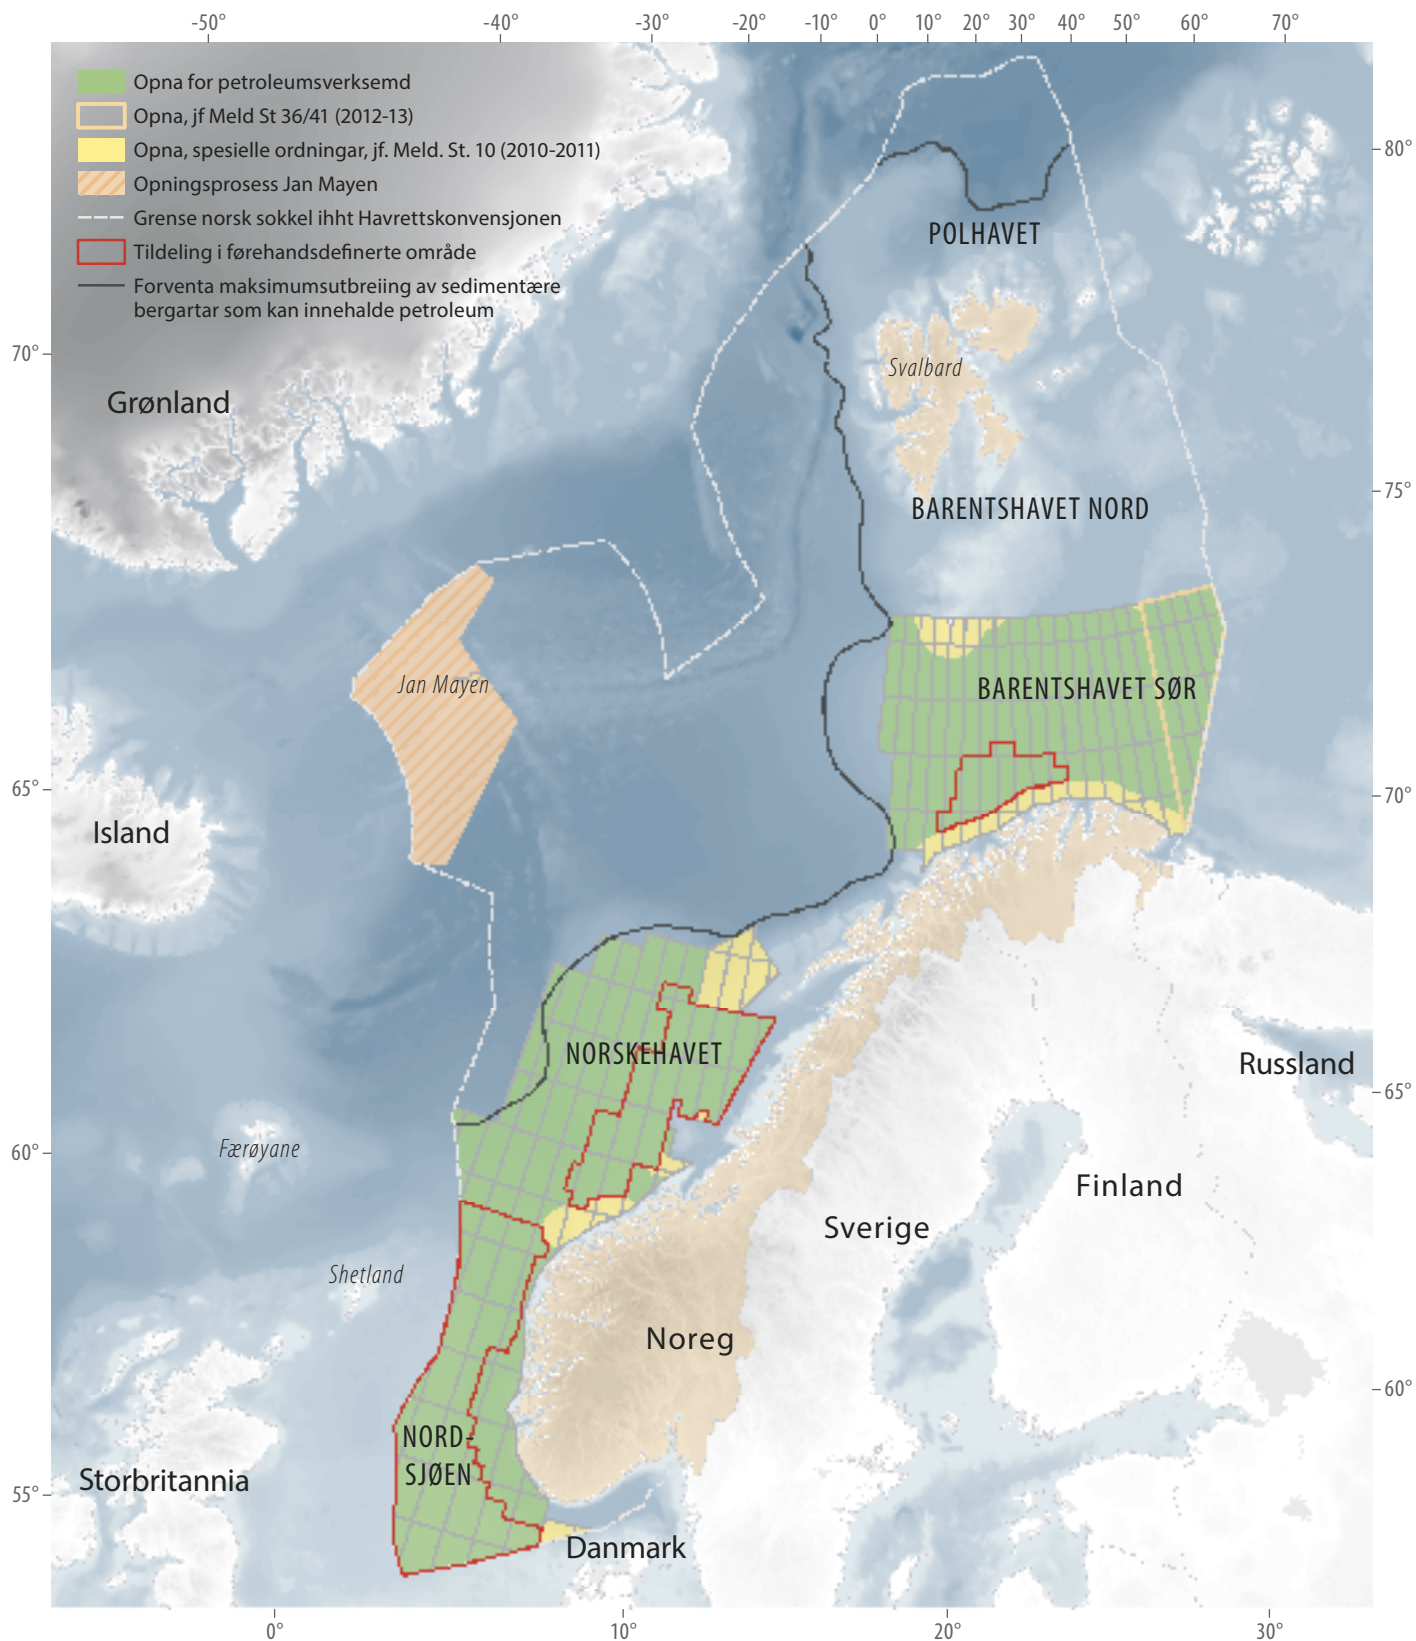 -50°
-40°
-30°
-20°
-10°
0°
10°
20°
30°
40°
50°
60°
70°
Opna for petroleumsverksemd
Opna, jf Meld St 36/41 (2012-13)
Opna, spesielle ordningar, jf. Meld. St. 10 (2010-2011)
Opningsprosess Jan Mayen
Grense norsk sokkel ihht Havrettskonvensjonen
Tildeling i førehandsdefinerte område
Forventa maksimumsutbreiing av sedimentære
bergartar som kan innehalde petroleum
80°
POLHAVET
70°
Svalbard
Grønland
75°
BARENTSHAVET NORD
Jan Mayen
BARENTSHAVET SØR
65°
70°
Island
NORSKEHAVET
Russland
65°
60°
Færøyane
Finland
Sverige
Shetland
Noreg
60°
NORD-
SJØEN
Storbritannia
55°
Danmark
0°
10°
20°
30°